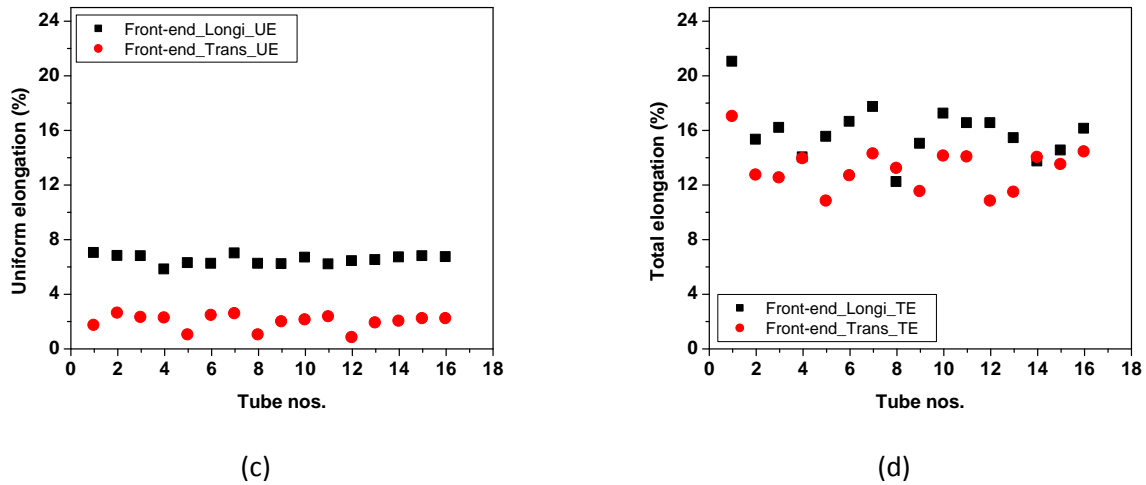 24
20
16
12
8
4
0
Uniform elongation (%)
Front-end_Longi_UE
Front-end_Trans_UE
0 2 4 6 8 10 12 14 16 18
Tube nos.
(c)
24
20
16
12
8
4
0
Total elongation (%)
Front-end_Longi_TE
Front-end_Trans_TE
0 2 4 6 8 10 12 14 16 18
Tube nos.
(d)